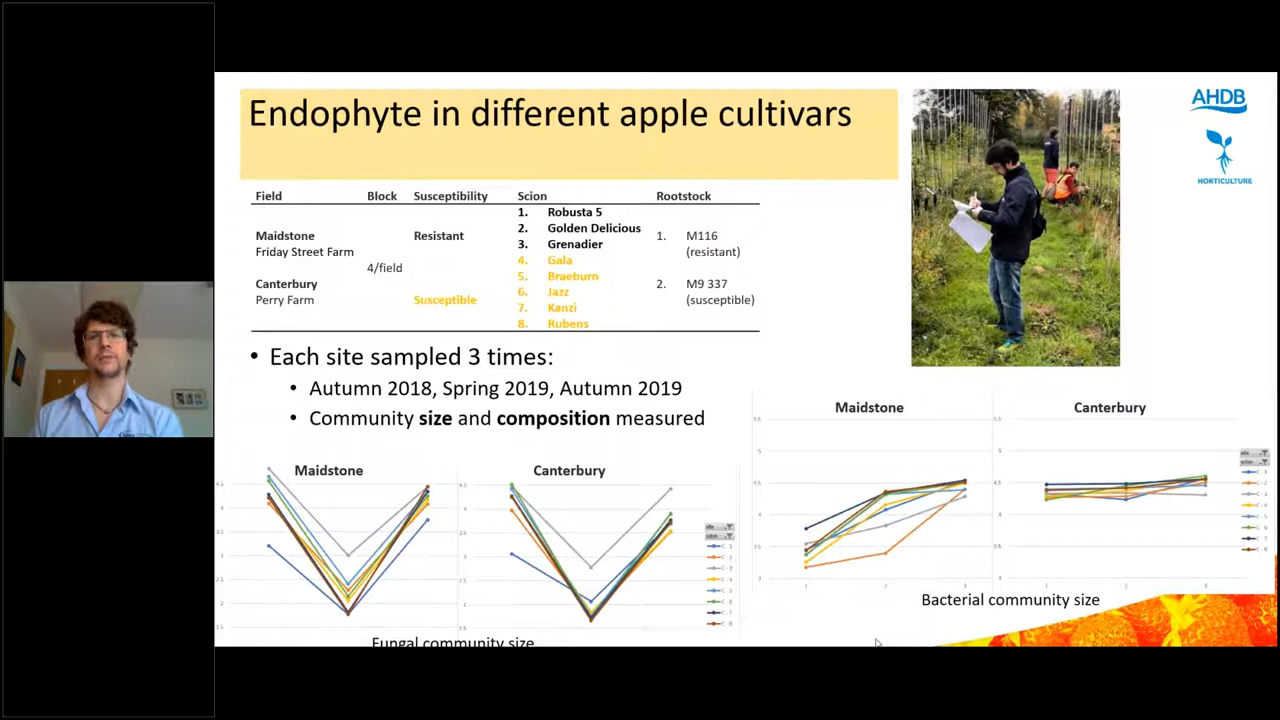 Endophyte in different apple cultivars
AHDB
HORTICULTURE
Field Block Susceptibility Scion Rootstock
1. Robusta 5
2. Golden Delicious
Maidstone Resistant 1. M116
3. Grenadier
Friday Street Farm (resistant)
4. Gala
4/field
5. Braeburn
Canterbury 2. M9 337
6. Jazz
Perry Farm Susceptible (susceptible)
7. Kanzi
8. Rubens
• Each site sampled 3 times:
• Autumn 2018, Spring 2019, Autumn 2019
• Community size and composition measured
Maidstone Canterbury
Maidstone Canterbury
Bacterial community size
Fungal community size